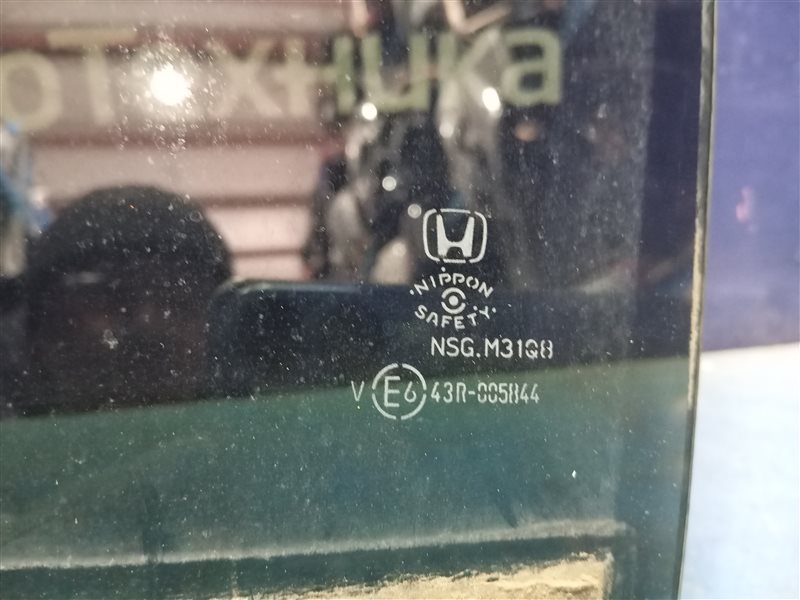 оТехника
NIPPON
SAFETY
NSG.M31Q8
V E6 43R-005844